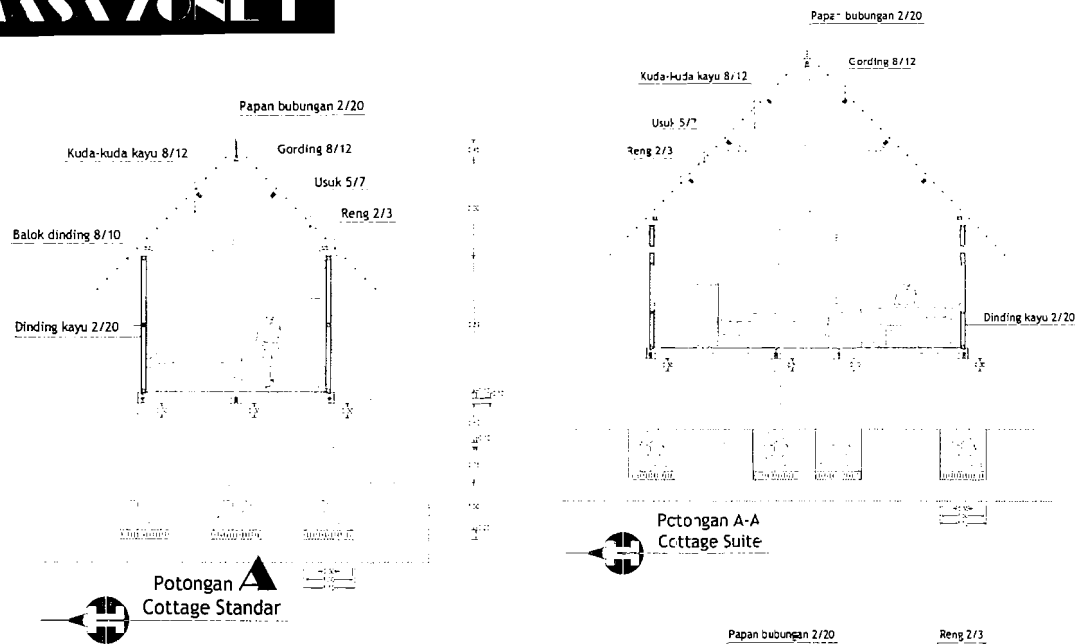 Papan bubungan 2/20
Kuda-kuda kayu 8/12
Gording 8/12
Usuk 5/7
Reng 2/3
Balok dinding 8/10
Dinding kayu 2/20
Potongan A
Cottage Standar
Papan bubungan 2/20
Kuda-kuda kayu 8/12
Gording 8/12
Usuk 5/7
Reng 2/3
Dinding kayu 2/20
Potongan A-A
Cottage Suite
Papan bubungan 2/20
Reng 2/3